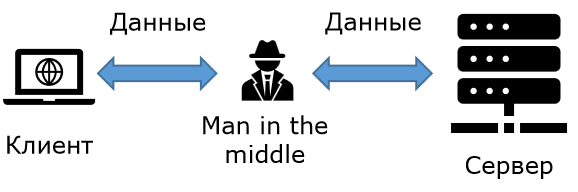 Данные
Данные
Клиент
Man in the
middle
Сервер